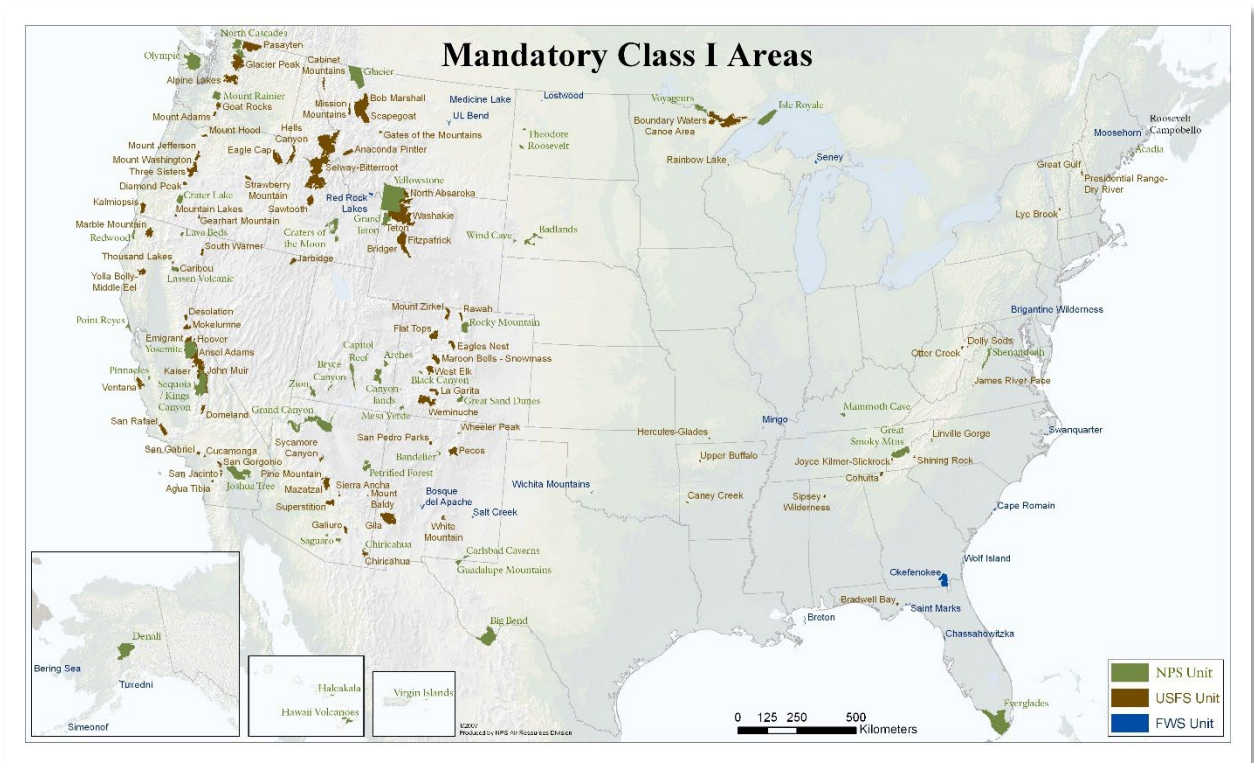 Mandatory Class I Areas
North Cascades
Pasayten
Olympic
Glacier Peak
Alpine Lakes
Cabinet
Mountains
Glacier
Mount Rainier
Goat Rocks
Mount Adams
Mission
Mountains
Bob Marshall
Scapegoat
Medicine Lake
Lostwood
UL Bend
Voyageurs
Isle Royale
Boundary Waters
Canoe Area
Moosehorn
Roosevelt
Campobello
Acadia
Mount Hood
Hells
Canyon
Gates of the Mountains
Theodore
Roosevelt
Mount Jefferson
Eagle Cap
Anaconda Pintler
Mount Washington
Three Sisters
Selway-Bitterroot
Rainbow Lake
Seney
Great Gulf
Presidential Range-
Dry River
Diamond Peak
Strawberry
Mountain
Yellowstone
North Absaroka
Red Rock
Lakes
Crater Lake
Kalmiopsis
Mountain Lakes
Sawtooth
Gearhart Mountain
Grand
Teton
Teton
Washakie
Lye Brook
Marble Mountain
Redwood
Lava Beds
Craters of
the Moon
Fitzpatrick
Bridger
Wind Cave
Badlands
South Warner
Thousand Lakes
Jarbidge
Caribou
Lassen Volcanic
Yolla Bolly-
Middle Eel
Desolation
Mokelumne
Mount Zirkel
Rawah
Rocky Mountain
Brigantine Wilderness
Point Reyes
Flat Tops
Emigrant
Hoover
Yosemite
Ansel Adams
Capitol
Reef
Arches
Eagles Nest
Maroon Bells - Snowmass
Dolly Sods
Otter Creek
Shenandoah
Pinnacles
Kaiser
John Muir
Bryce
Canyon
West Elk
Black Canyon
Ventana
Sequoia
/ Kings
Canyon
Zion
Canyon-
lands
La Garita
Great Sand Dunes
James River Face
Weminuche
Mesa Verde
Domeland
Grand Canyon
Mammoth Cave
San Rafael
Wheeler Peak
Mingo
Hercules-Glades
Great
Smoky Mtns
Linville Gorge
Swanquarter
San Pedro Parks
Sycamore
Canyon
San Gabriel
Cucamonga
Bandelier
Pecos
Upper Buffalo
Joyce Kilmer-Slickrock
Shining Rock
San Gorgonio
San Jacinto
Pine Mountain
Petrified Forest
Cohutta
Agua Tibia
Joshua Tree
Mazatzal
Sierra Ancha
Mount
Baldy
Bosque
del Apache
Wichita Mountains
Caney Creek
Sipsey
Wilderness
Superstition
Salt Creek
Cape Romain
Galiuro
Gila
White
Mountain
Saguaro
Chiricahua
Chiricahua
Carlsbad Caverns
Guadalupe Mountains
Wolf Island
Okefenokee
Bradwell Bay
Saint Marks
Breton
Chassahowitzka
Big Bend
Everglades
Denali
Bering Sea
Tuxedni
Simeonof
Haleakala
Hawaii Volcanoes
Virgin Islands
1/2007
Produced by NPS Air Resources Division
0 125 250 500
Kilometers
NPS Unit
USFS Unit
FWS Unit